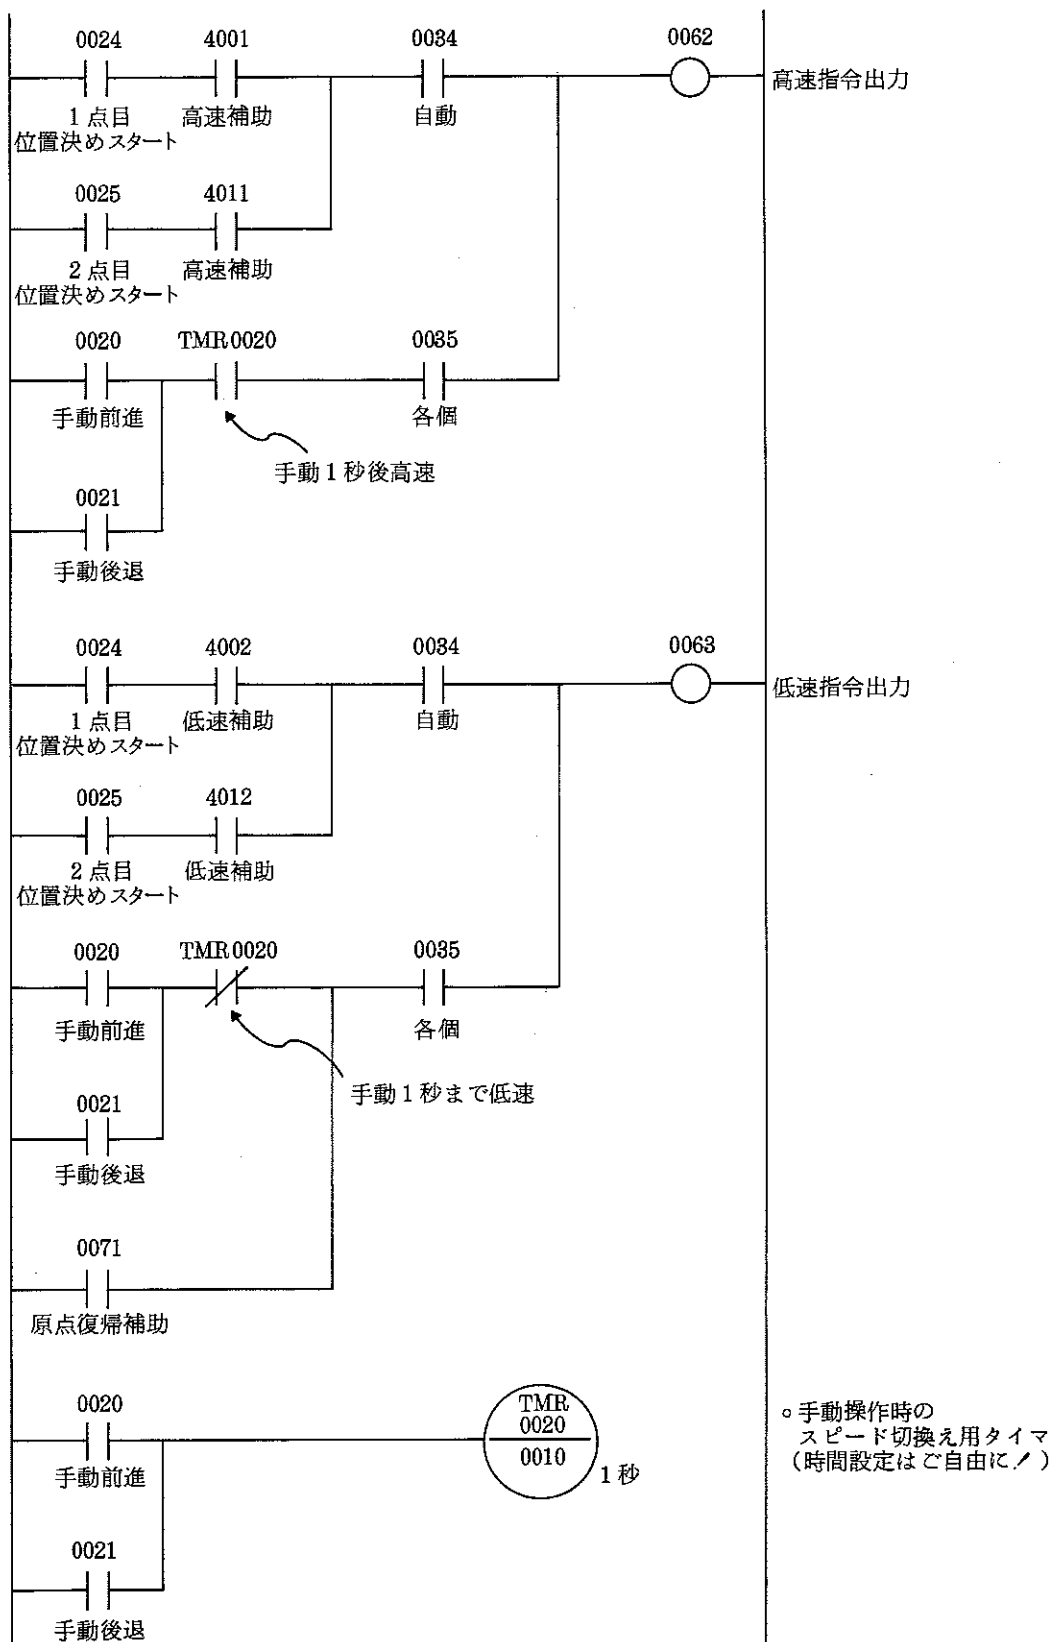 0024 4001 0034 0062
高速指令出力
1点目 高速補助 自動
位置決めスタート
0025 4011
2点目 高速補助
位置決めスタート
0020 TMR0020 0035
手動前進 各個
手動1秒後高速
0021
手動後退
0024 4002 0034 0063
低速指令出力
1点目 低速補助 自動
位置決めスタート
0025 4012
2点目 低速補助
位置決めスタート
0020 TMR0020 0035
手動前進 各個
手動1秒まで低速
0021
手動後退
0071
原点復帰補助
0020
TMR
0020
0010
1秒
手動前進
。手動操作時の
スピード切換え用タイマ
(時間設定はご自由に!)
0021
手動後退